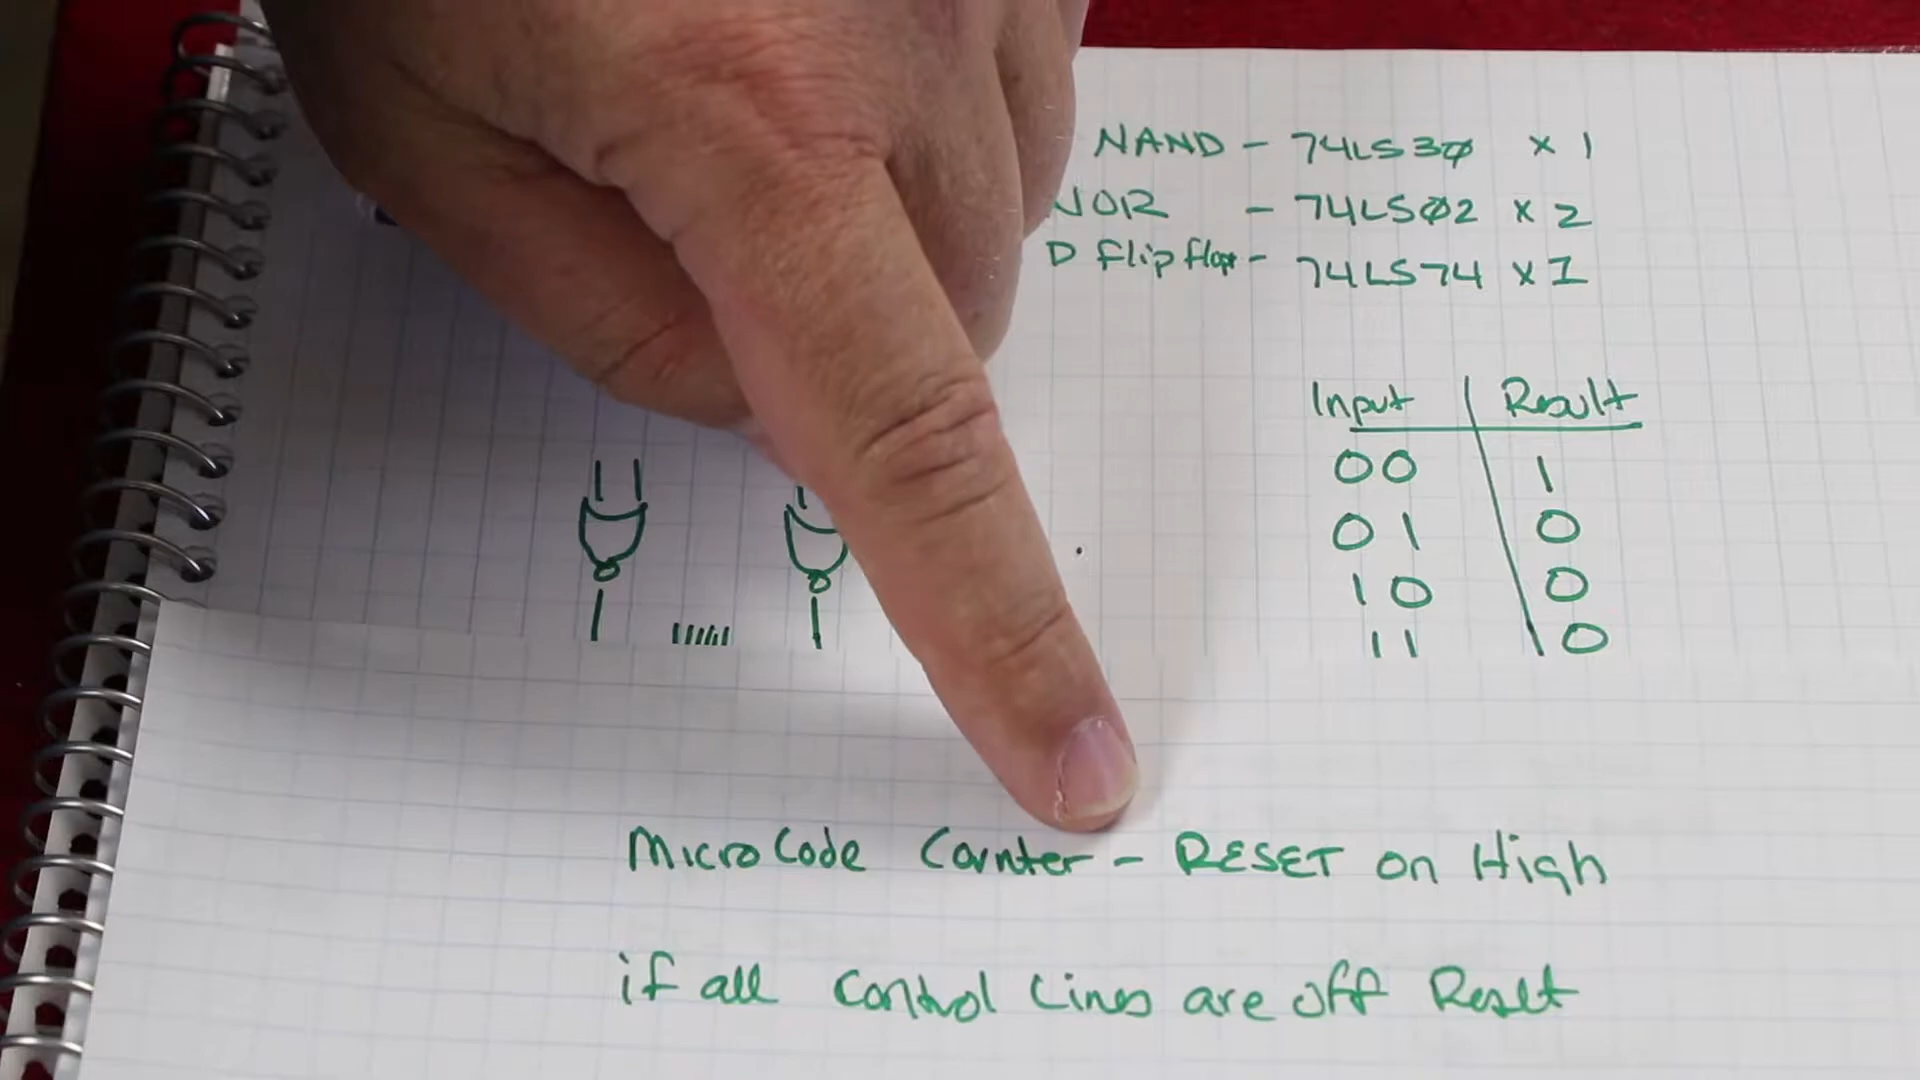 NAND - 74LS30 x 1
NOR - 74LS02 x 2
D flip flop - 74LS74 x 1
Input | Result
00 1
01 0
10 0
11 0
MicroCode Counter - RESET on High
if all Control Lines are off Reset